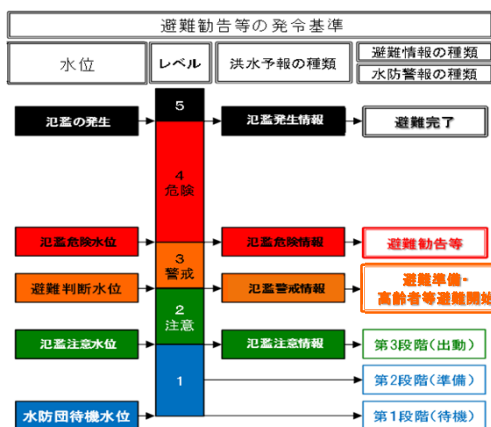 避難勧告等の発令基準
水位
レベル
洪水予報の種類
避難情報の種類
水防警報の種類
5
氾濫の発生
氾濫発生情報
避難完了
4
危険
氾濫危険水位
氾濫危険情報
避難勧告等
3
警戒
避難判断水位
氾濫警戒情報
避難準備・
高齢者等避難開始
2
注意
氾濫注意水位
氾濫注意情報
第3段階(出動)
1
第2段階(準備)
水防団待機水位
第1段階(待機)